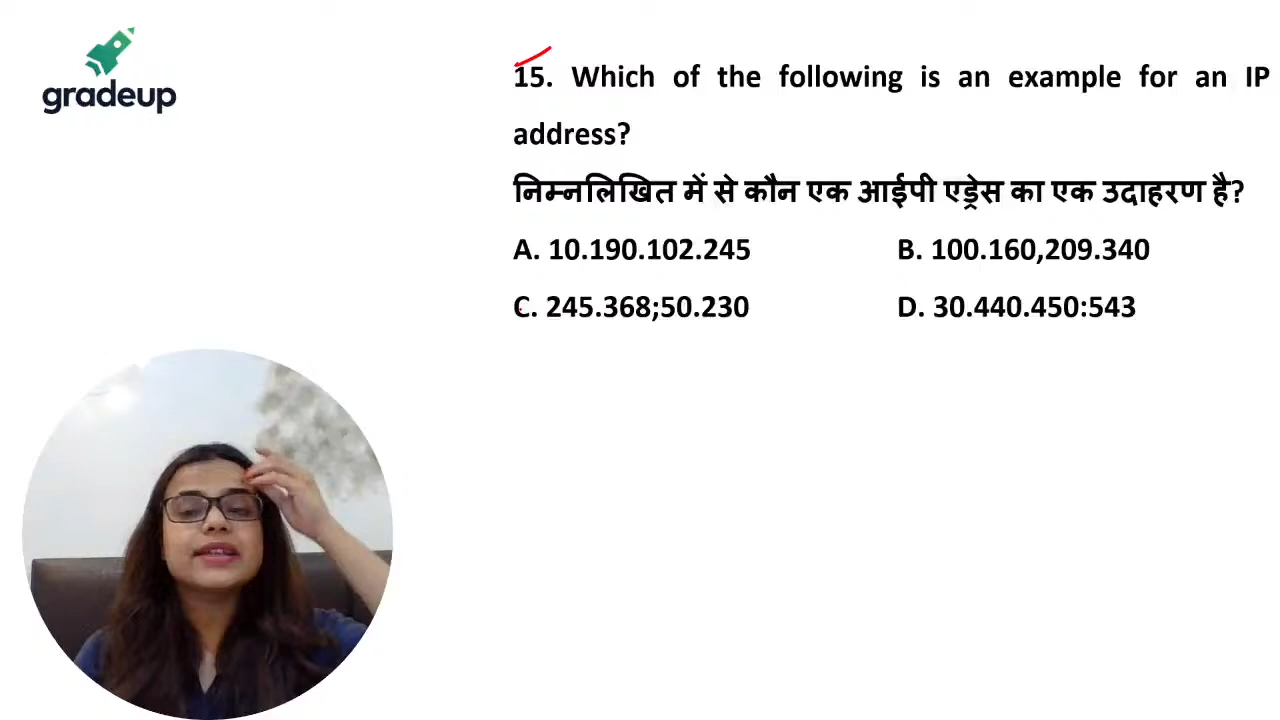 gradeup
15. Which of the following is an example for an IP
address?
निम्नलिखित में से कौन एक आईपी एड्रेस का एक उदाहरण है?
A. 10.190.102.245 B. 100.160,209.340
C. 245.368;50.230 D. 30.440.450:543